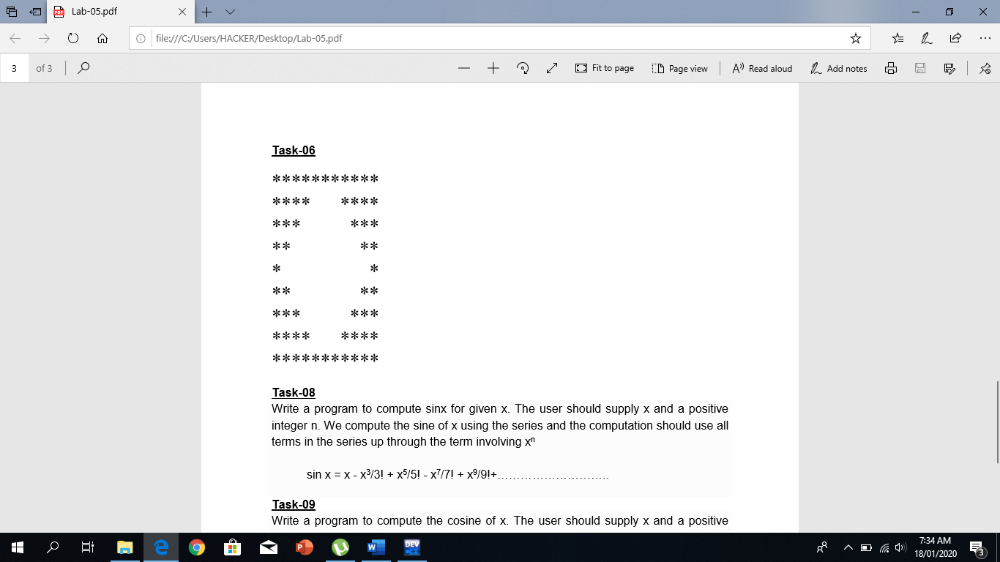 Lab-05.pdf
file:///C:/Users/HACKER/Desktop/Lab-05.pdf
3 of 3 Fit to page Page view Read aloud Add notes
Task-06
***********
****   ****
***     ***
**       **
*         *
**       **
***     ***
****   ****
***********
Task-08
Write a program to compute sinx for given x. The user should supply x and a positive
integer n. We compute the sine of x using the series and the computation should use all
terms in the series up through the term involving xⁿ
sin x = x - x³/3! + x⁵/5! - x⁷/7! + x⁹/9!+………………………..
Task-09
Write a program to compute the cosine of x. The user should supply x and a positive
7:34 AM
18/01/2020
3
PDF
P
W
DEV